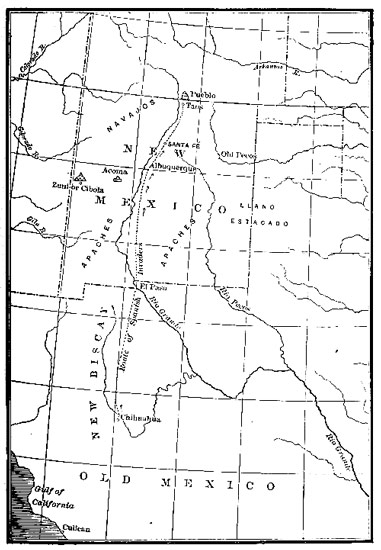 Colorado R.
Arkansas R.
Pueblo
Taos
NAVAJOS
Colorado R.
NEW
SANTA FE
Old Pecos
Albuquerque
Acoma
Zuni or Cibola
MEXICO
LLANO
ESTACADO
Gila R.
APACHES
APACHES
El Paso
Rio Grande
Rio Pecos
Route of Spanish Invaders
NEW BISCAY
Chihuahua
Rio Grande
OLD MEXICO
Gulf of
California
Culican